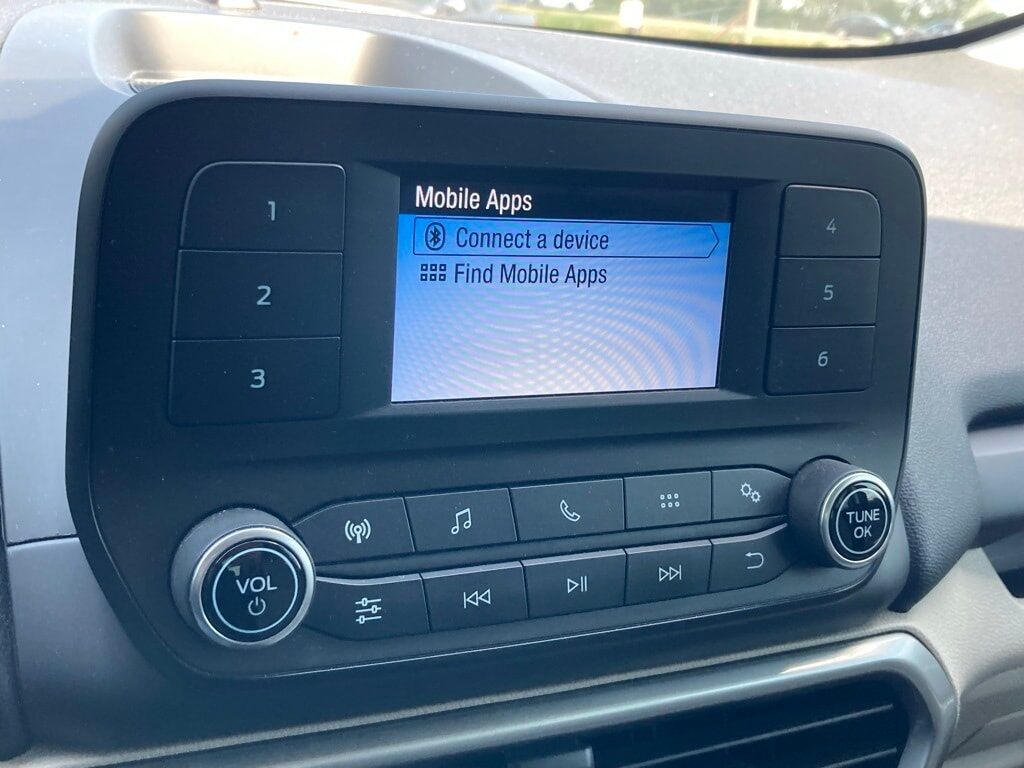 Mobile Apps
Connect a device
Find Mobile Apps
1
2
3
4
5
6
VOL
TUNE
OK